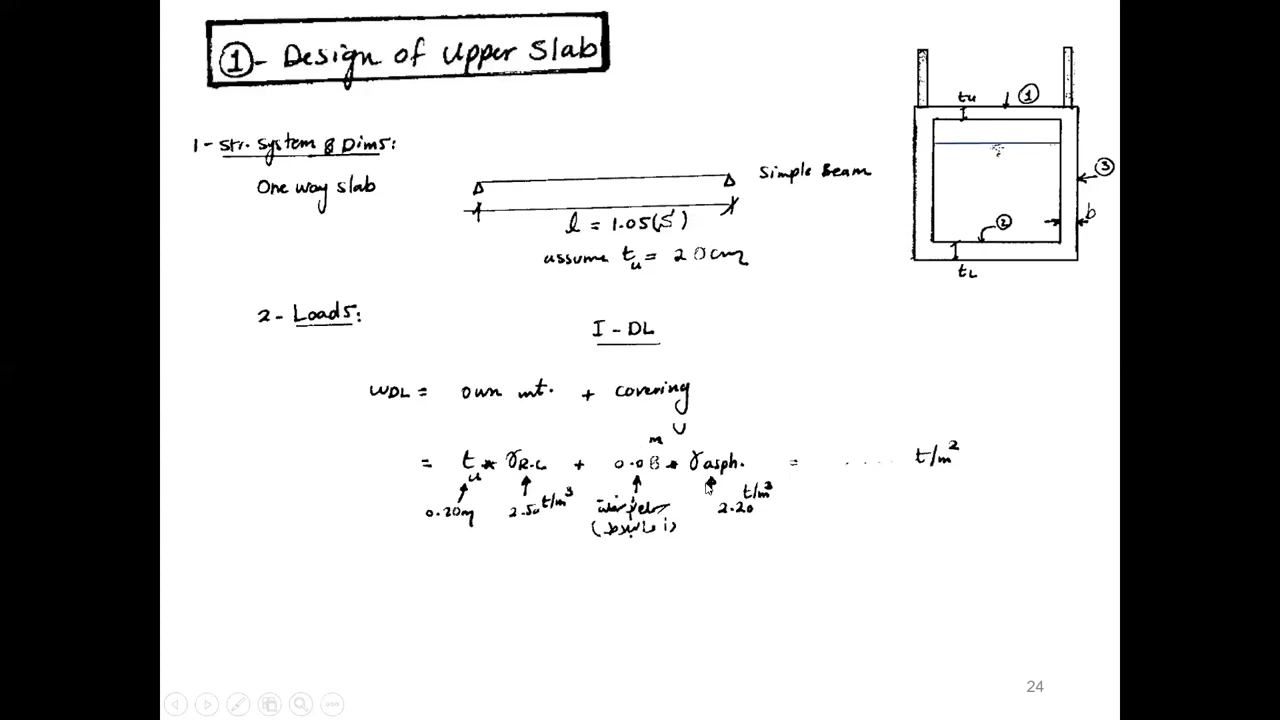 ①- Design of Upper Slab
1- Str. System & Dims:
One way slab
Simple Beam
l = 1.05(S)
assume tu = 20cm
2- Loads:
I - DL
WDL = own wt. + covering
= tu * γR.C + 0.08 m * γasph. = ..... t/m²
0.20m 2.50 t/m³ 2.20 t/m³
tu ①
③
b
②
tL
24